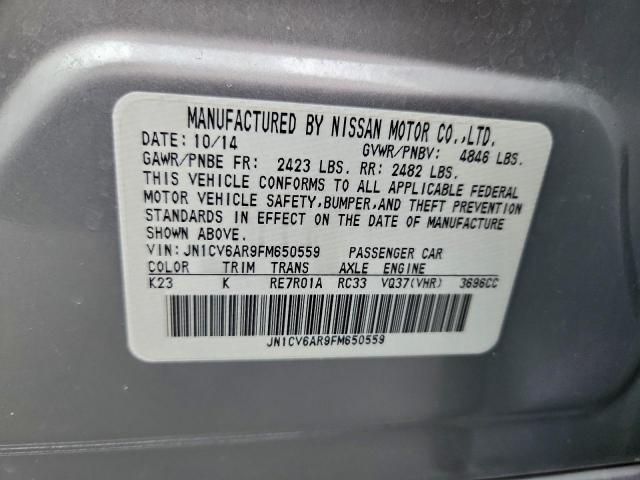 MANUFACTURED BY NISSAN MOTOR CO.,LTD.
DATE: 10/14 GVWR/PNBV: 4846 LBS.
GAWR/PNBE FR: 2423 LBS. RR: 2482 LBS.
THIS VEHICLE CONFORMS TO ALL APPLICABLE FEDERAL
MOTOR VEHICLE SAFETY,BUMPER,AND THEFT PREVENTION
STANDARDS IN EFFECT ON THE DATE OF MANUFACTURE
SHOWN ABOVE.
VIN:JN1CV6AR9FM650559 PASSENGER CAR
COLOR TRIM TRANS AXLE ENGINE
K23 K RE7R01A RC33 VQ37(VHR) 3696CC
JN1CV6AR9FM650559